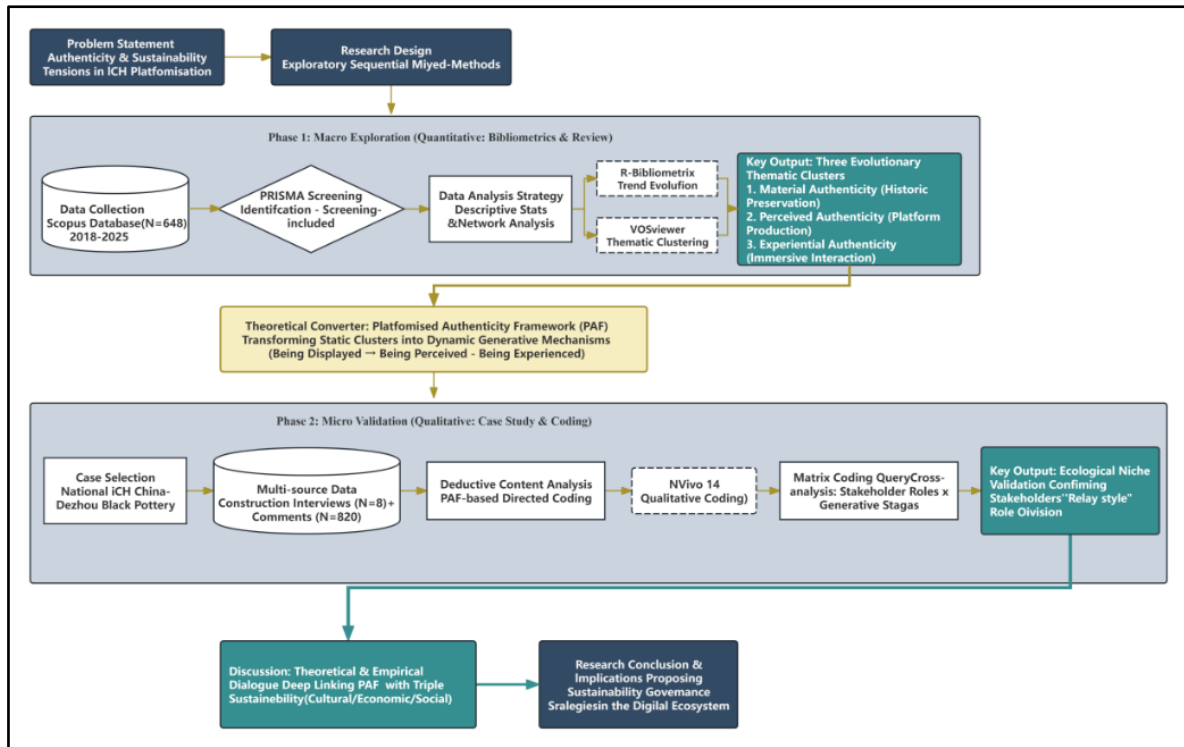 Problem Statement
Authenticity & Sustainability
Tensions in ICH Platfomisation
Research Design
Exploratory Sequential Miyed-Methods
Phase 1: Macro Exploration (Quantitative: Bibliometrics & Review)
Data Collection
Scopus Database(N=648)
2018-2025
PRISMA Screening
Identifcation - Screening-
included
Data Analysis Strategy
Descriptive Stats
&Network Analysis
R-Bibliometrix
Trend Evolufion
VOSviewer
Thematic Clustering
Key Output: Three Evolutionary
Thematic Clusters
1. Material Authenticity (Historic
Preservation)
2. Perceived Authenticity (Platform
Production)
3. Experiential Authenticity
(Immersive Interaction)
Theoretical Converter: Platfomised Authenticity Framework (PAF)
Transforming Static Clusters into Dynamic Generative Mechanisms
(Being Displayed → Being Perceived - Being Experienced)
Phase 2: Micro Validation (Qualitative: Case Study & Coding)
Case Selection
National iCH China-
Dezhou Black Pottery
Multi-source Data
Construction Interviews (N=8)+
Comments (N=820)
Deductive Content Analysis
PAF-based Directed Coding
NVivo 14
Qualitative Coding)
Matrix Coding QueryCross-
analysis: Stakeholder Roles x
Generative Stagas
Key Output: Ecological Niche
Validation Confiming
Stakeholders''Relay style"
Role Oivision
Discussion: Theoretical & Empirical
Dialogue Deep Linking PAF with Triple
Sustainebility(Cultural/Economic/Social)
Research Conclusion &
Implications Proposing
Sustainability Govenance
Sralegiesin the Digilal Ecosystem